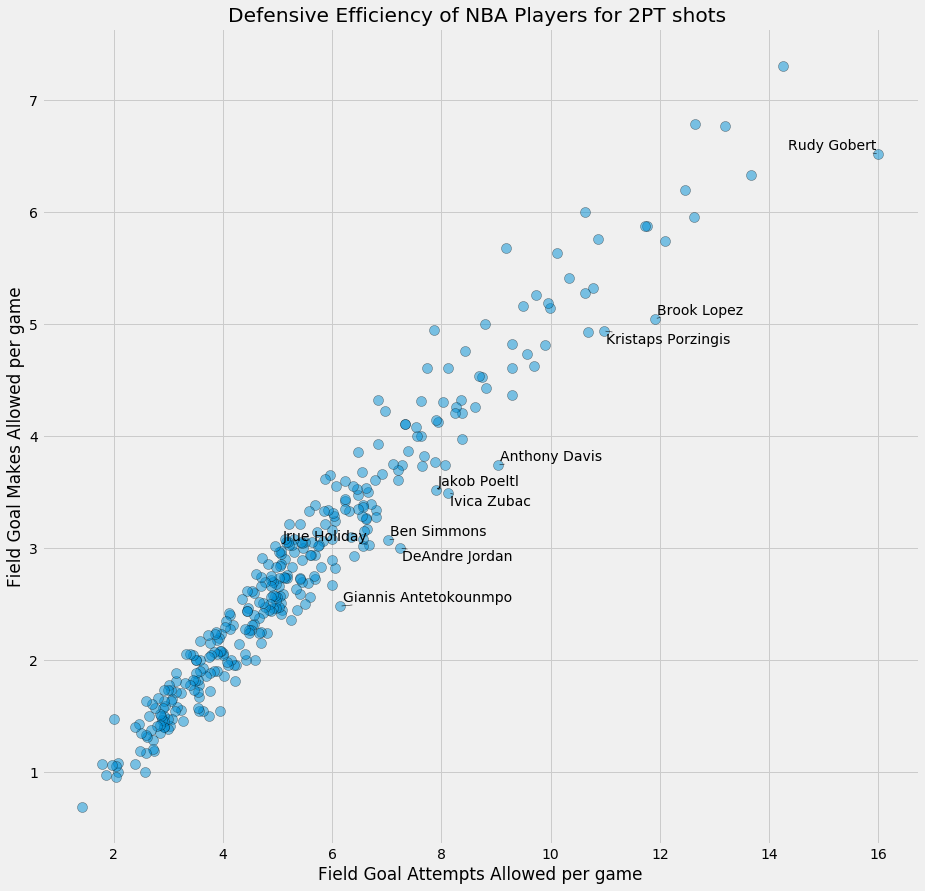 Defensive Efficiency of NBA Players for 2PT shots
7
Rudy Gobert
6
Brook Lopez
5
Kristaps Porzingis
4
Anthony Davis
Jakob Poeltl
Ivica Zubac
Ben Simmons
Jrue Holiday
3
DeAndre Jordan
Giannis Antetokounmpo
2
1
Field Goal Makes Allowed per game
2 4 6 8 10 12 14 16
Field Goal Attempts Allowed per game